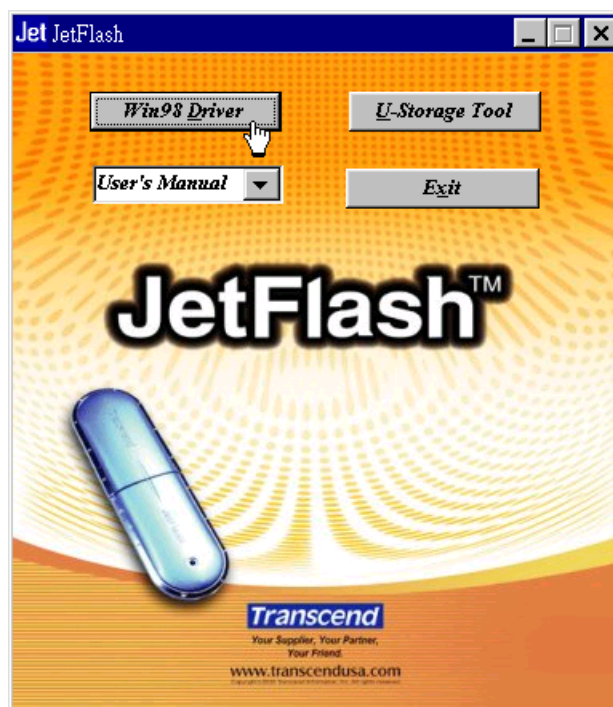 Jet JetFlash
Win98 Driver
U-Storage Tool
User's Manual
Exit
JetFlash™
Transcend
Transcend
Your Supplier, Your Partner,
Your Friend.
www.transcendusa.com